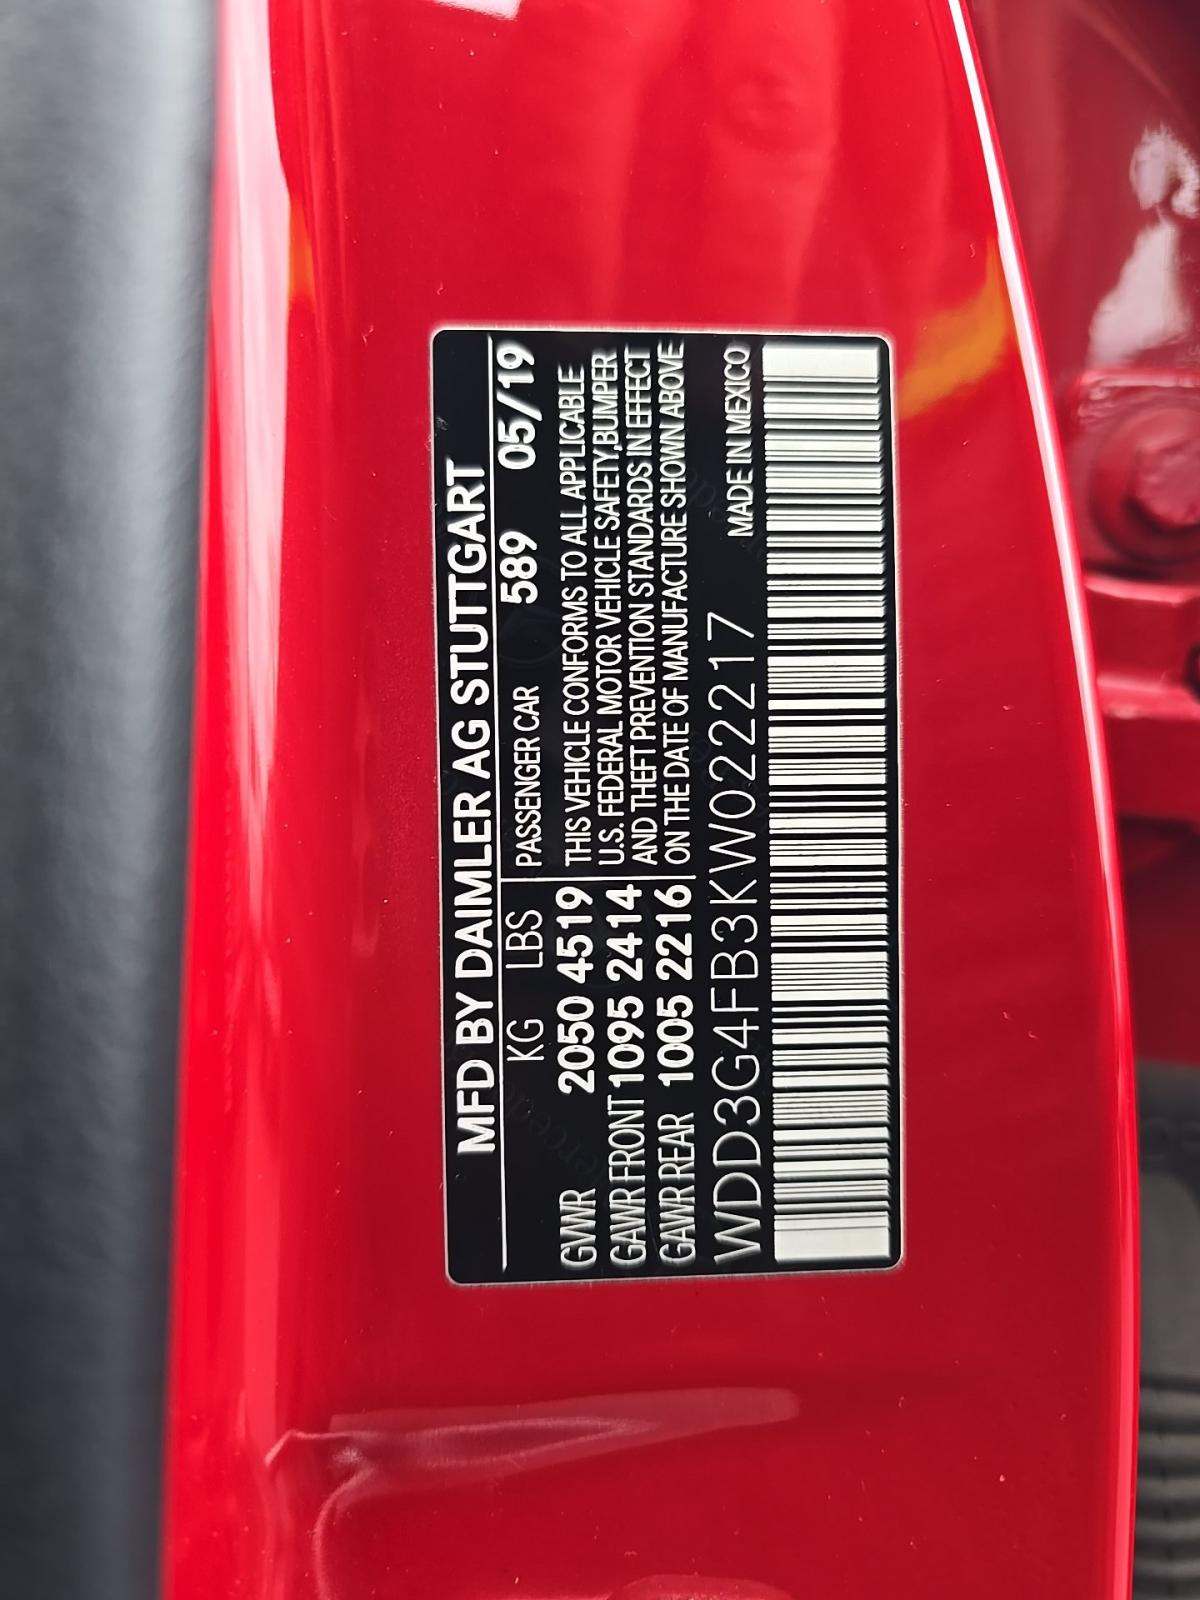 MFD BY DAIMLER AG STUTTGART
KG LBS PASSENGER CAR 589 05/19
GVWR 2050 4519 THIS VEHICLE CONFORMS TO ALL APPLICABLE
GAWR FRONT 1095 2414 U.S. FEDERAL MOTOR VEHICLE SAFETY,BUMPER
GAWR REAR 1005 2216 AND THEFT PREVENTION STANDARDS IN EFFECT
ON THE DATE OF MANUFACTURE SHOWN ABOVE
WDD3G4FB3KW022217 MADE IN MEXICO